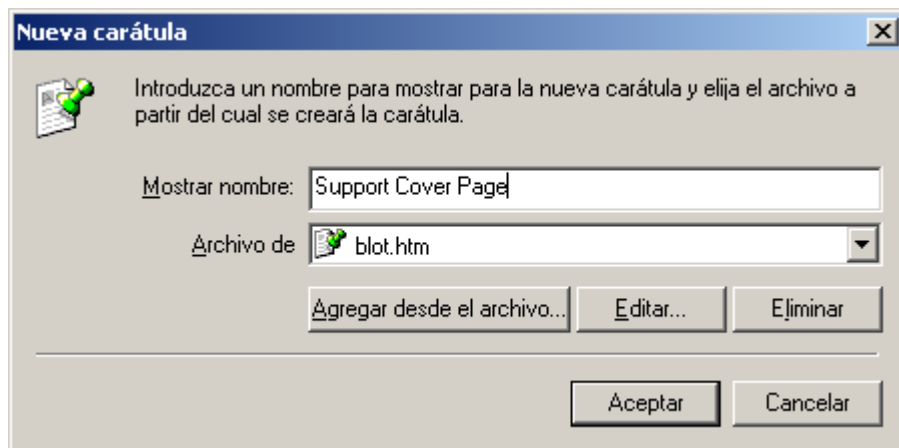 Nueva carátula
Introduzca un nombre para mostrar para la nueva carátula y elija el archivo a
partir del cual se creará la carátula.
Mostrar nombre: Support Cover Page
Archivo de blot.htm
Agregar desde el archivo... Editar... Eliminar
Aceptar Cancelar